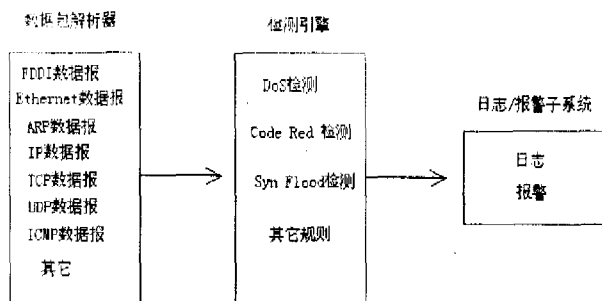 数据包解析器
FDDI数据报
Ethernet数据报
ARP数据报
IP数据报
TCP数据报
UDP数据报
ICMP数据报
其它
检测引擎
DoS检测
Code Red 检测
Syn Flood检测
其它规则
日志/报警子系统
日志
报警